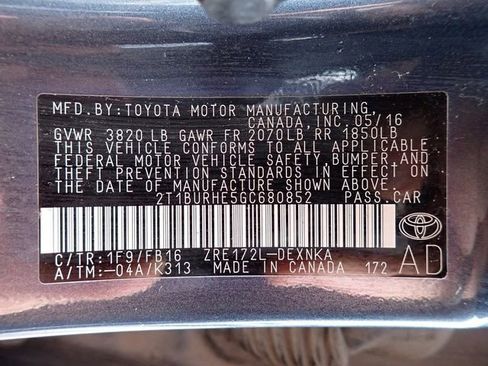 MFD.BY:TOYOTA MOTOR MANUFACTURING,
CANADA, INC.05/16
GVWR 3820LB GAWR FR 2070LB RR 1850LB
THIS VEHICLE CONFORMS TO ALL APPLICABLE
FEDERAL MOTOR VEHICLE SAFETY, BUMPER,AND
THEFT PREVENTION STANDARDS IN EFFECT ON
THE DATE OF MANUFACTURE SHOWN ABOVE.
2T1BURHE5GC680852 PASS.CAR
C/TR:1F9/FB16 ZRE172L-DEXNKA
A/TM:-04A/K313 MADE IN CANADA 172
AD